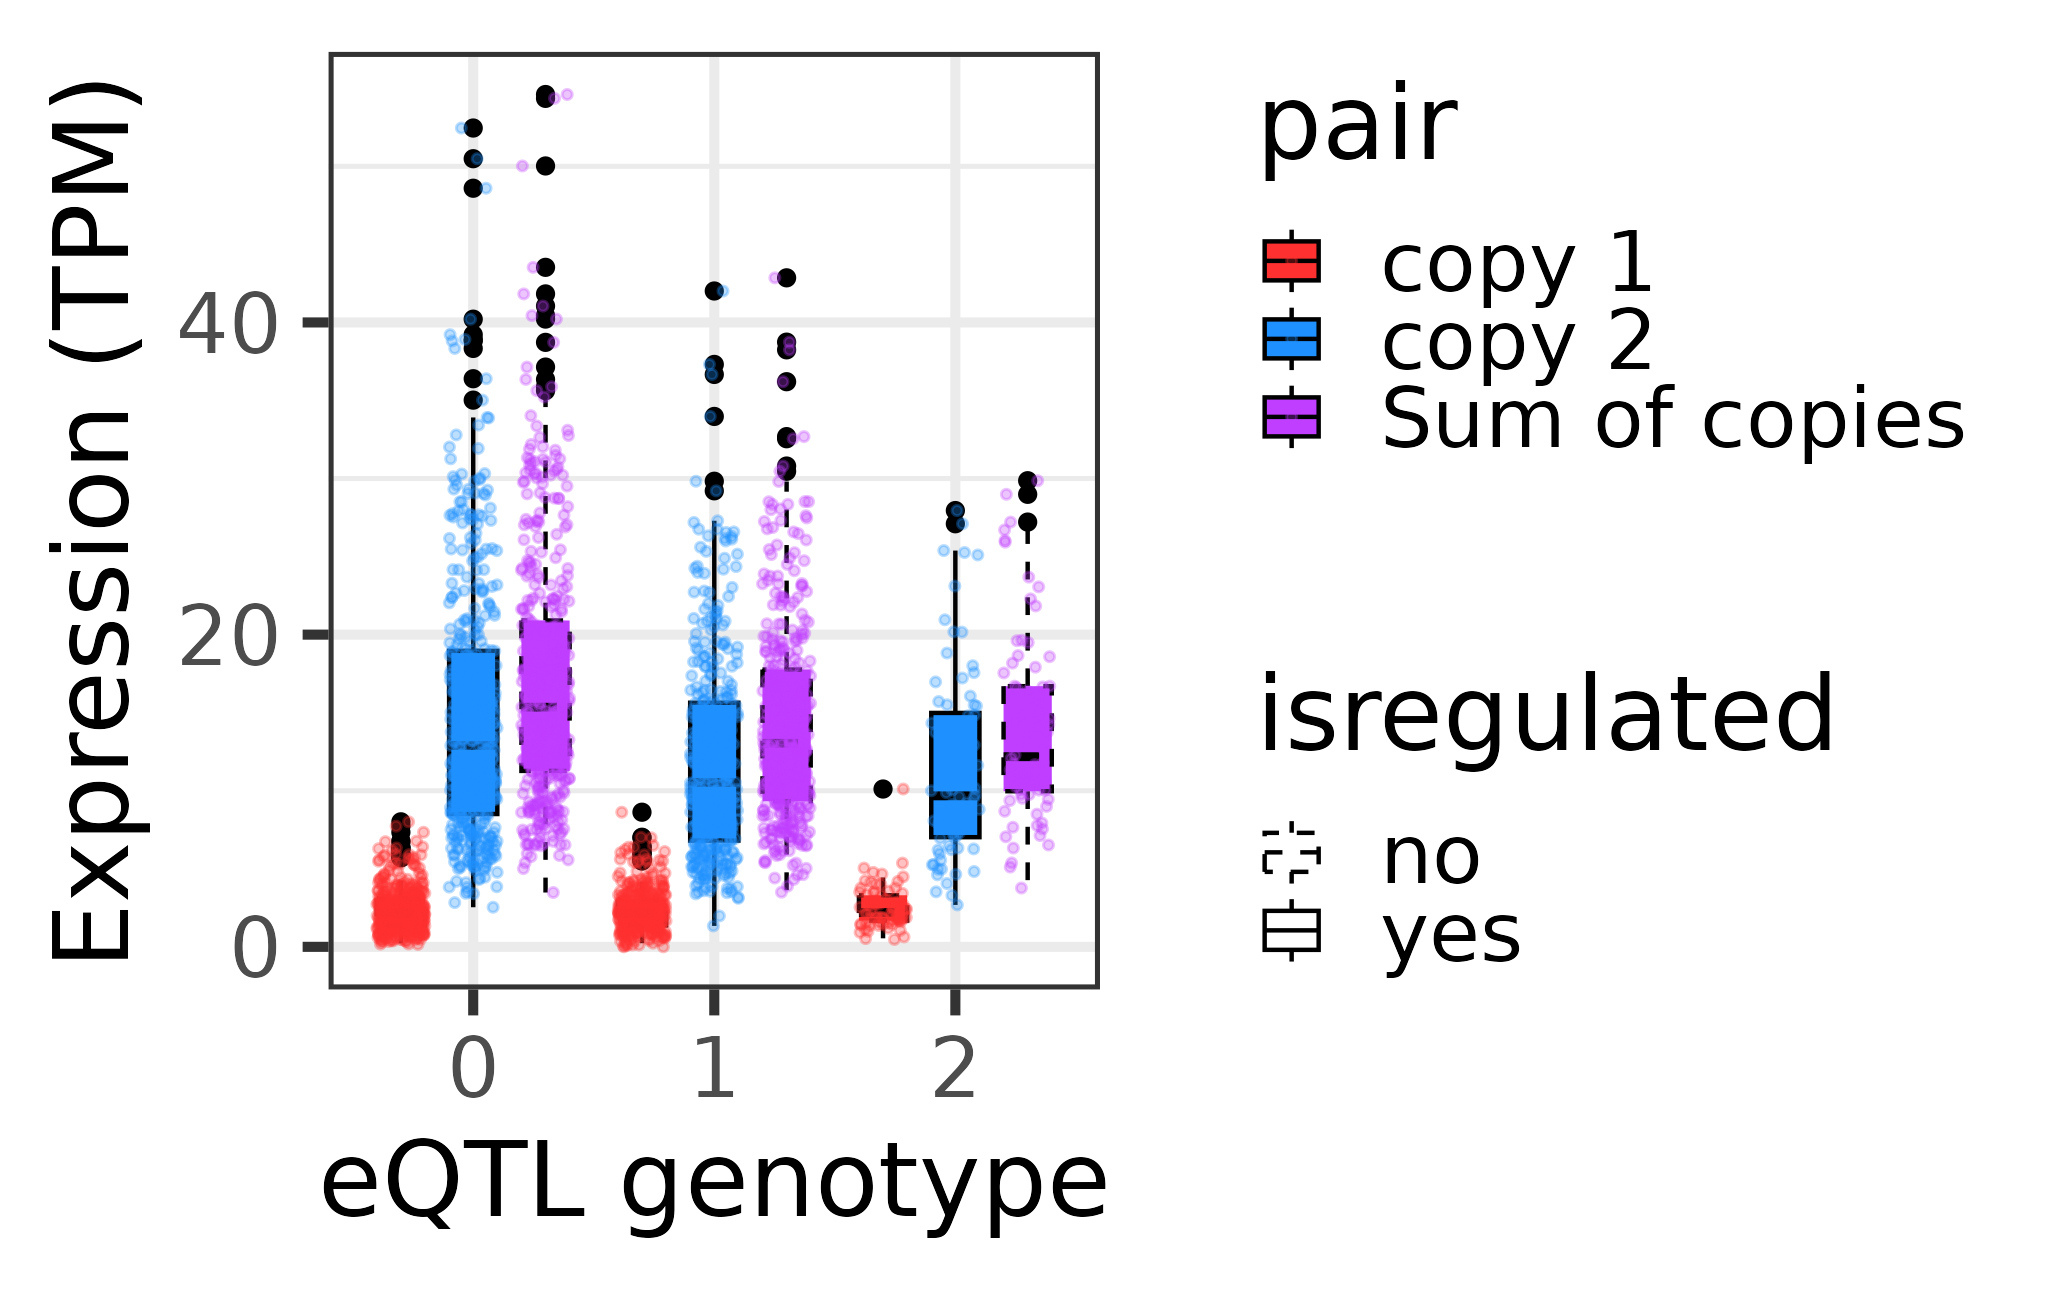 Expression (TPM)
40
20
0
0 1 2
eQTL genotype
pair
copy 1
copy 2
Sum of copies
isregulated
no
yes